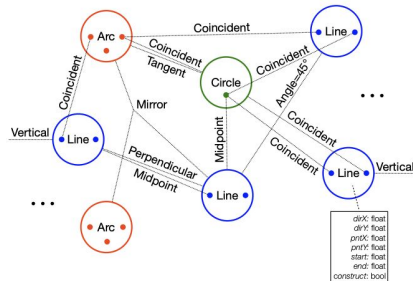 Coincident
Arc
Line
Coincident
Coincident
Tangent
Coincident
Circle
Angle=45°
Mirror
Vertical
Line
Perpendicular
Midpoint
Midpoint
Coincident
Coincident
Line
Vertical
Line
Arc
dirX: float
dirY: float
pntX: float
pntY: float
start: float
end: float
construct: bool